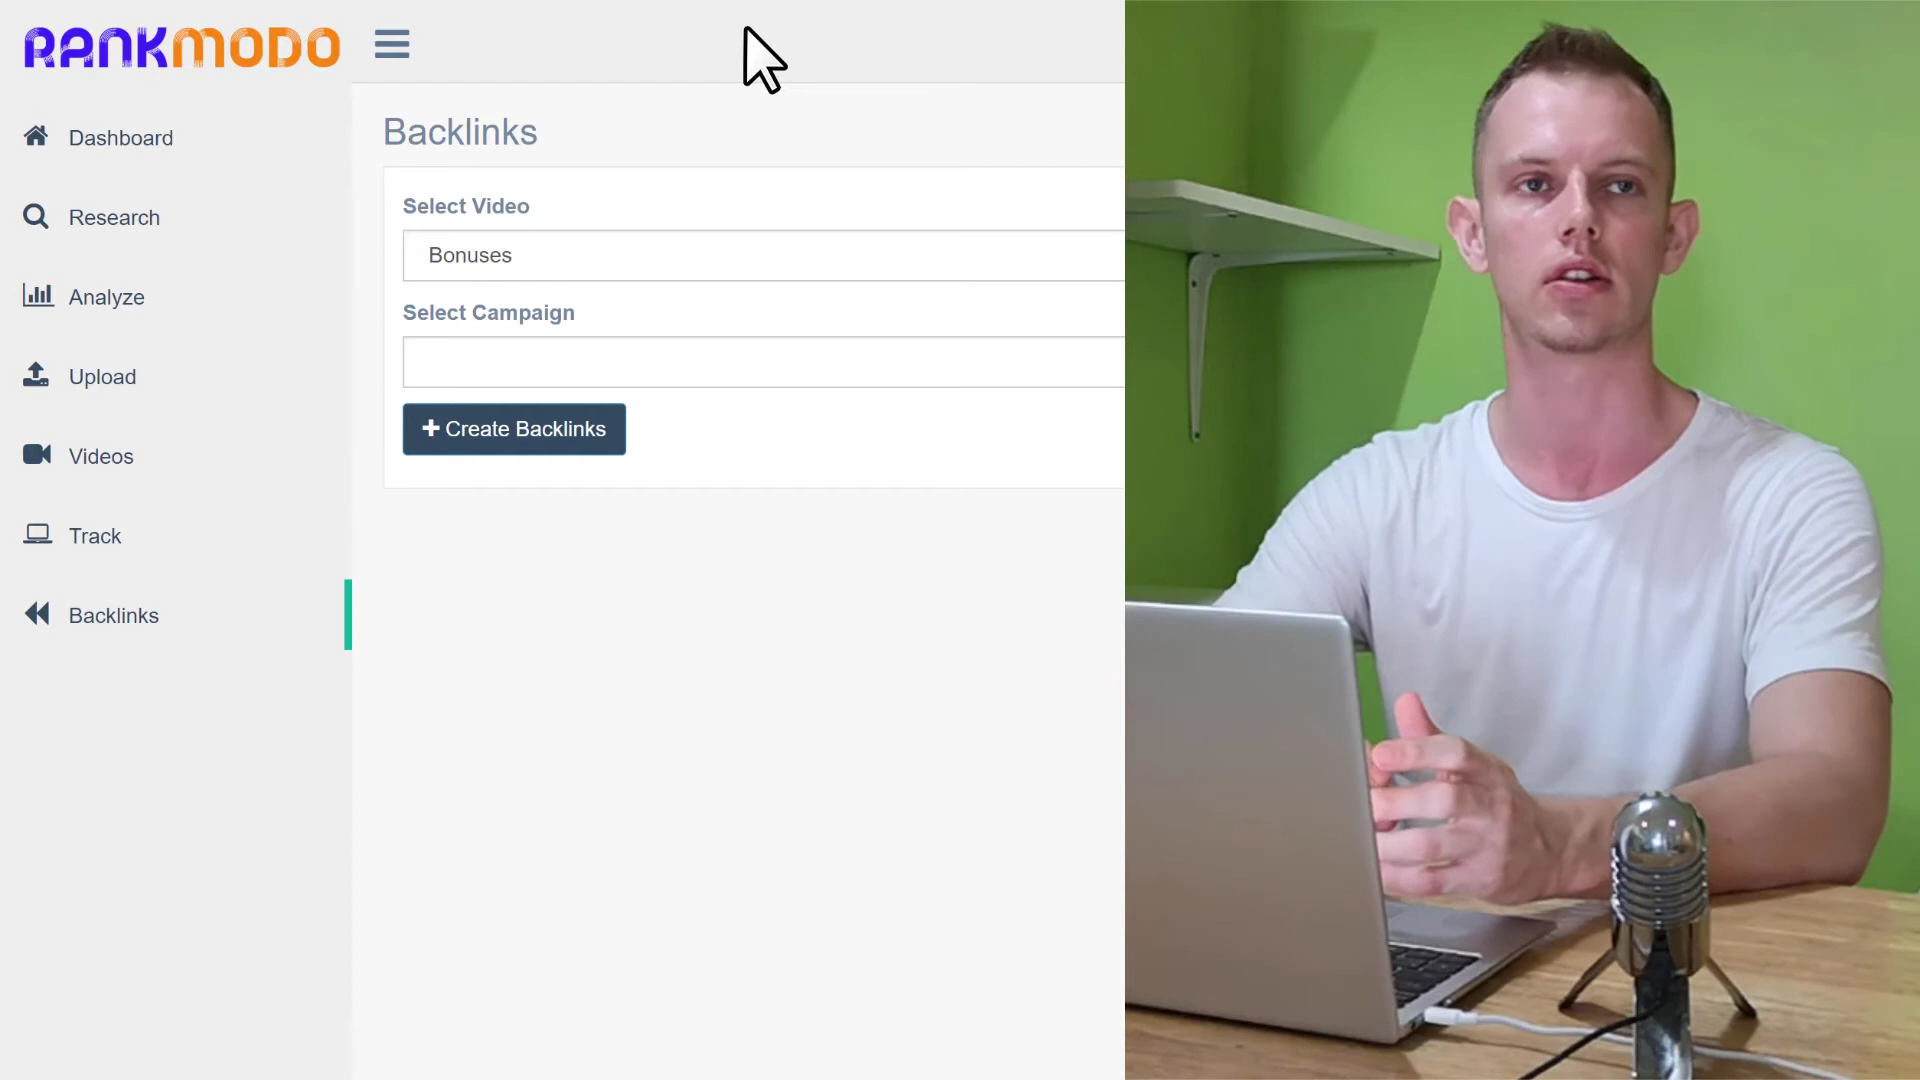 RANKMODO
Dashboard
Research
Analyze
Upload
Videos
Track
Backlinks
Backlinks
Select Video
Bonuses
Select Campaign
Create Backlinks